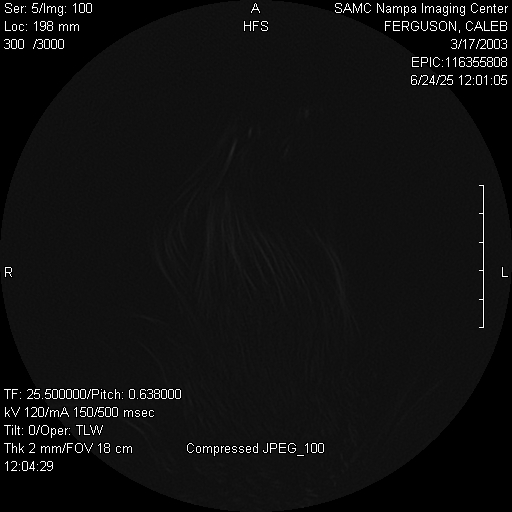 Ser: 5/Img: 100
Loc: 198 mm
300 /3000
A
HFS
SAMC Nampa Imaging Center
FERGUSON, CALEB
3/17/2003
EPIC:116355808
6/24/25 12:01:05
R
L
TF: 25.500000/Pitch: 0.638000
kV 120/mA 150/500 msec
Tilt: 0/Oper: TLW
Thk 2 mm/FOV 18 cm
12:04:29
Compressed JPEG_100